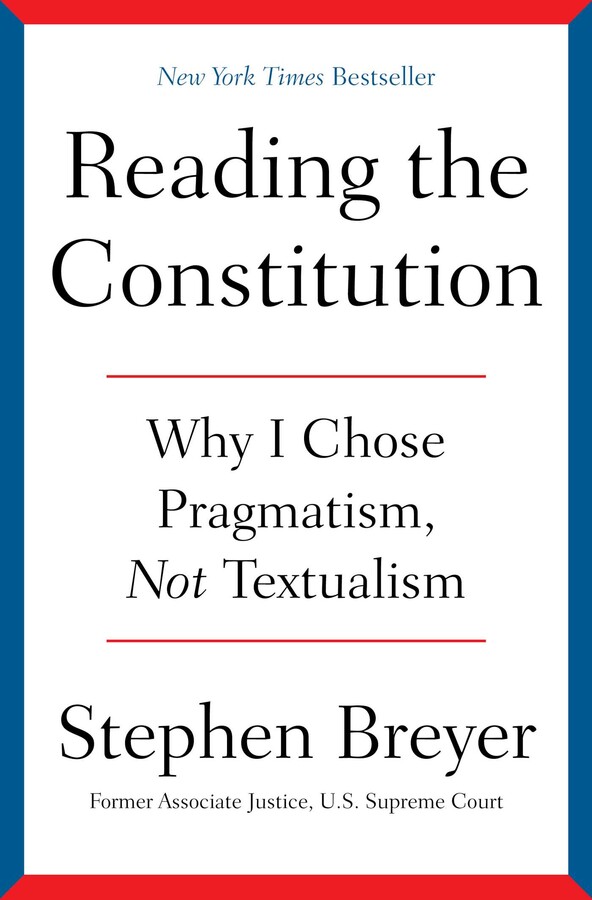 New York Times Bestseller
Reading the
Constitution
Why I Chose
Pragmatism,
Not Textualism
Stephen Breyer
Former Associate Justice, U.S. Supreme Court